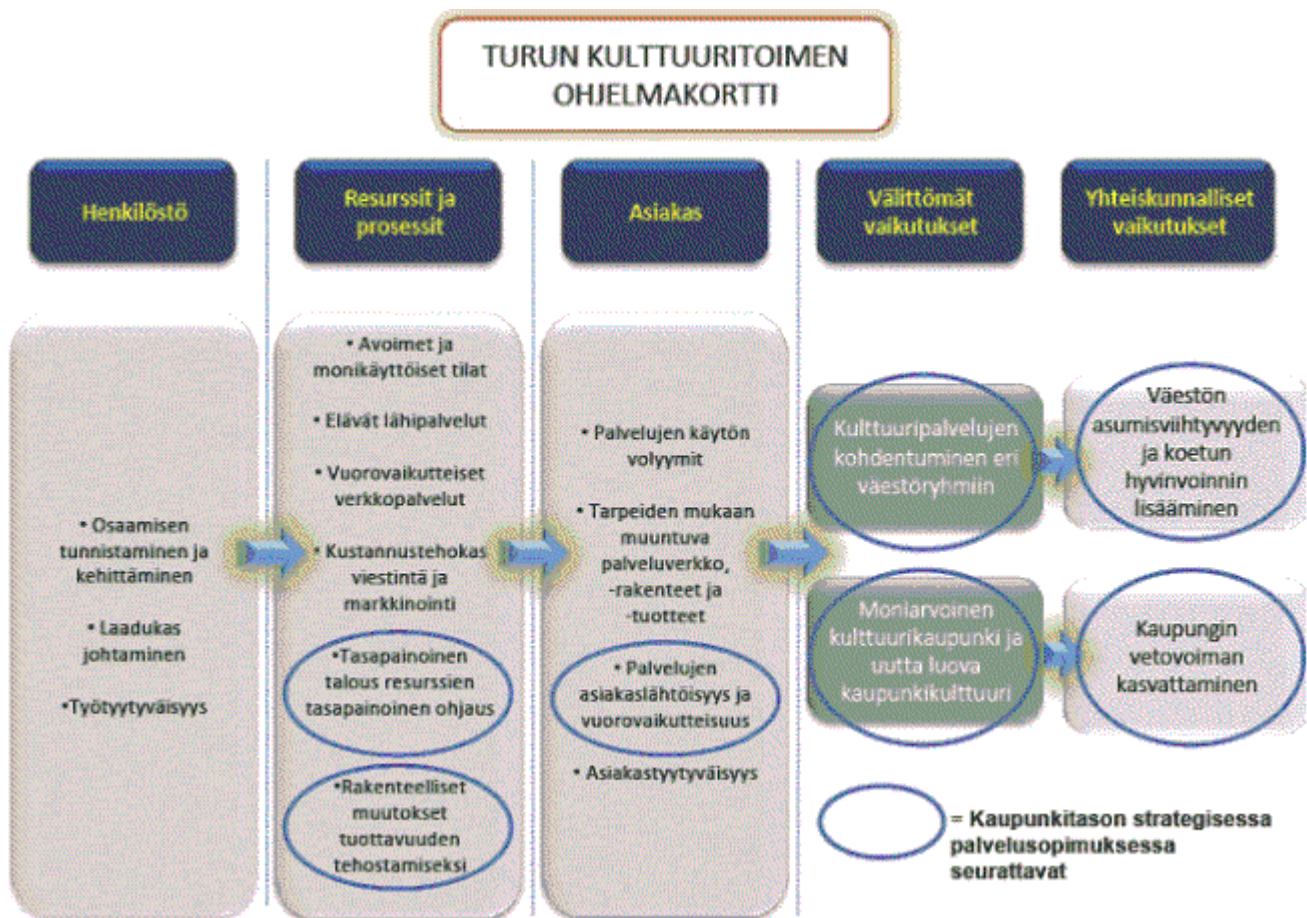 TURUN KULTTUURITOIMEN
OHJELMAKORTTI
Henkilöstö
Resurssit ja
prosessit
Asiakas
Välittömät
vaikutukset
Yhteiskunnalliset
vaikutukset
• Osaamisen
tunnistaminen ja
kehittäminen
• Laadukas
johtaminen
•Työtyytyväisyys
• Avoimet ja
monikäyttöiset tilat
• Elävät lähipalvelut
• Vuorovaikutteiset
verkkopalvelut
• Kustannustehokas
viestintä ja
markkinointi
•Tasapainoinen
talous resurssien
tasapainoinen ohjaus
•Rakenteelliset
muutokset
tuottavuuden
tehostamiseksi
• Palvelujen käytön
volyymit
• Tarpeiden mukaan
muuntuva
palveluverkko,
-rakenteet ja
-tuotteet
• Palvelujen
asiakaslähtöisyys ja
vuorovaikutteisuus
• Asiakastyytyväisyys
Kulttuuripalvelujen
kohdentuminen eri
väestöryhmiin
Moniarvoinen
kulttuurikaupunki ja
uutta luova
kaupunkikulttuuri
Väestön
asumisviihtyvyyden
ja koetun
hyvinvoinnin
lisääminen
Kaupungin
vetovoiman
kasvattaminen
= Kaupunkitason strategisessa
palvelusopimuksessa
seurattavat